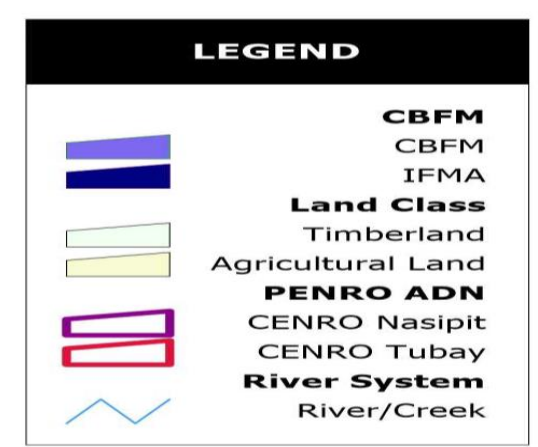 LEGEND
CBFM
CBFM
IFMA
Land Class
Timberland
Agricultural Land
PENRO ADN
CENRO Nasipit
CENRO Tubay
River System
River/Creek